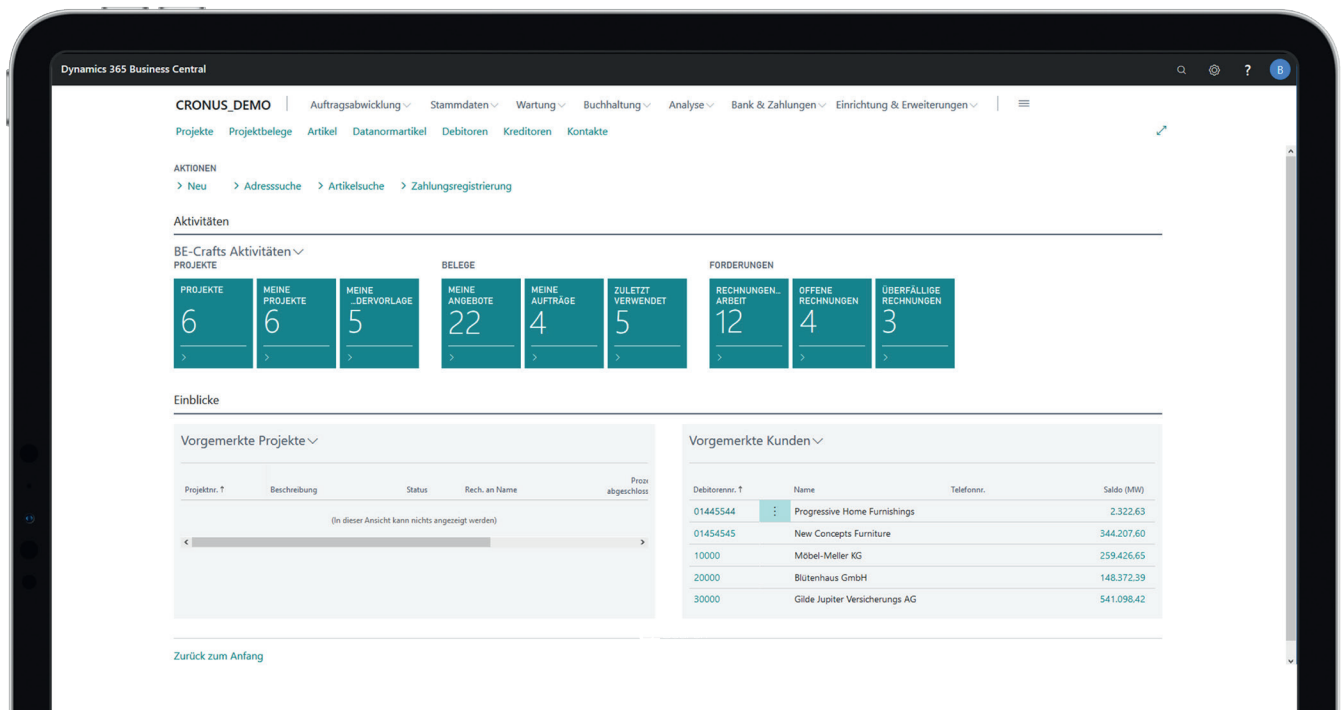 Dynamics 365 Business Central ? B
CRONUS_DEMO Auftragsabwicklung Stammdaten Wartung Buchhaltung Analyse Bank & Zahlungen Einrichtung & Erweiterungen
Projekte Projektbelege Artikel Datanormartikel Debitoren Kreditoren Kontakte
AKTIONEN
> Neu > Adresssuche > Artikelsuche > Zahlungsregistrierung
Aktivitäten
BE-Crafts Aktivitäten
PROJEKTE BELEGE FORDERUNGEN
PROJEKTE
6
MEINE
PROJEKTE
6
MEINE
...DERVORLAGE
5
MEINE
ANGEBOTE
22
MEINE
AUFTRÄGE
4
ZULETZT
VERWENDET
5
RECHNUNGEN...
ARBEIT
12
OFFENE
RECHNUNGEN
4
ÜBERFÄLLIGE
RECHNUNGEN
3
Einblicke
Vorgemerkte Projekte
Projektnr. ↑ Beschreibung Status Rech. an Name Proze
abgeschloss
(In dieser Ansicht kann nichts angezeigt werden)
Vorgemerkte Kunden
Debitorennr. ↑ Name Telefonnr. Saldo (MW)
01445544 Progressive Home Furnishings 2.322,63
01454545 New Concepts Furniture 344.207,60
10000 Möbel-Meller KG 259.426,65
20000 Blütenhaus GmbH 148.372,39
30000 Gilde Jupiter Versicherungs AG 541.098,42
Zurück zum Anfang